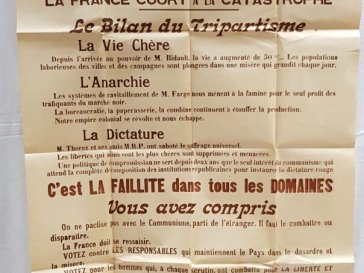 LA FRANCE COURT A LA CATASTROPHE
Le Bilan du Tripartisme
La Vie Chère
Depuis l'arrivée au pouvoir de M. Bidault, la vie a augmenté de 50 %. Les populations
laborieuses des villes et des campagnes sont plongées dans une misère qui grandit chaque jour.
L'Anarchie
Les systèmes de ravitaillement de M. Farge nous mènent à la famine pour le seul profit des
trafiquants du marché noir.
La bureaucratie, la paperasserie, la combine continuent à étouffer la production.
Notre empire colonial se révolte et nous échappe.
La Dictature
M. Thorez et ses amis M.R.P. ont saboté le suffrage universel.
Les libertés qui nous sont les plus chères sont supprimées et menacées.
Une politique de compromission ne sert depuis deux ans que le seul intérêt du communisme qui
attend la complète décomposition des institutions républicaines pour instaurer la dictature rouge
C'est LA FAILLITE dans tous les DOMAINES
Vous avez compris
On ne pactise pas avec le Communisme, parti de l'étranger. Il faut le combattre ou
disparaître.
La France doit se ressaisir.
VOTEZ contre LES RESPONSABLES qui maintiennent le Pays dans le désordre et
la misère.
VOTEZ pour les hommes qui, à chaque scrutin, ont combattu pour LA LIBERTE ET